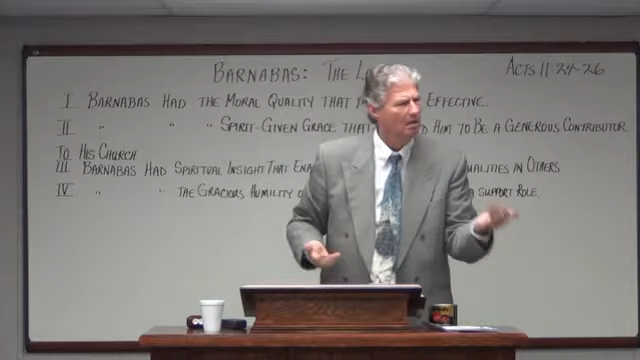 BARNABAS: THE L
ACTS 11-24-26
I BARNABAS HAD THE MORAL QUALITY THAT EFFECTIVE.
II " " " SPIRIT-GIVEN GRACE THAT HIM TO BE A GENEROUS CONTRIBUTOR
TO HIS CHURCH
III BARNABAS HAD SPIRITUAL INSIGHT THAT ENA QUALITIES IN OTHERS
IV " " THE GRACIOUS HUMILITY A SUPPORT ROLE.